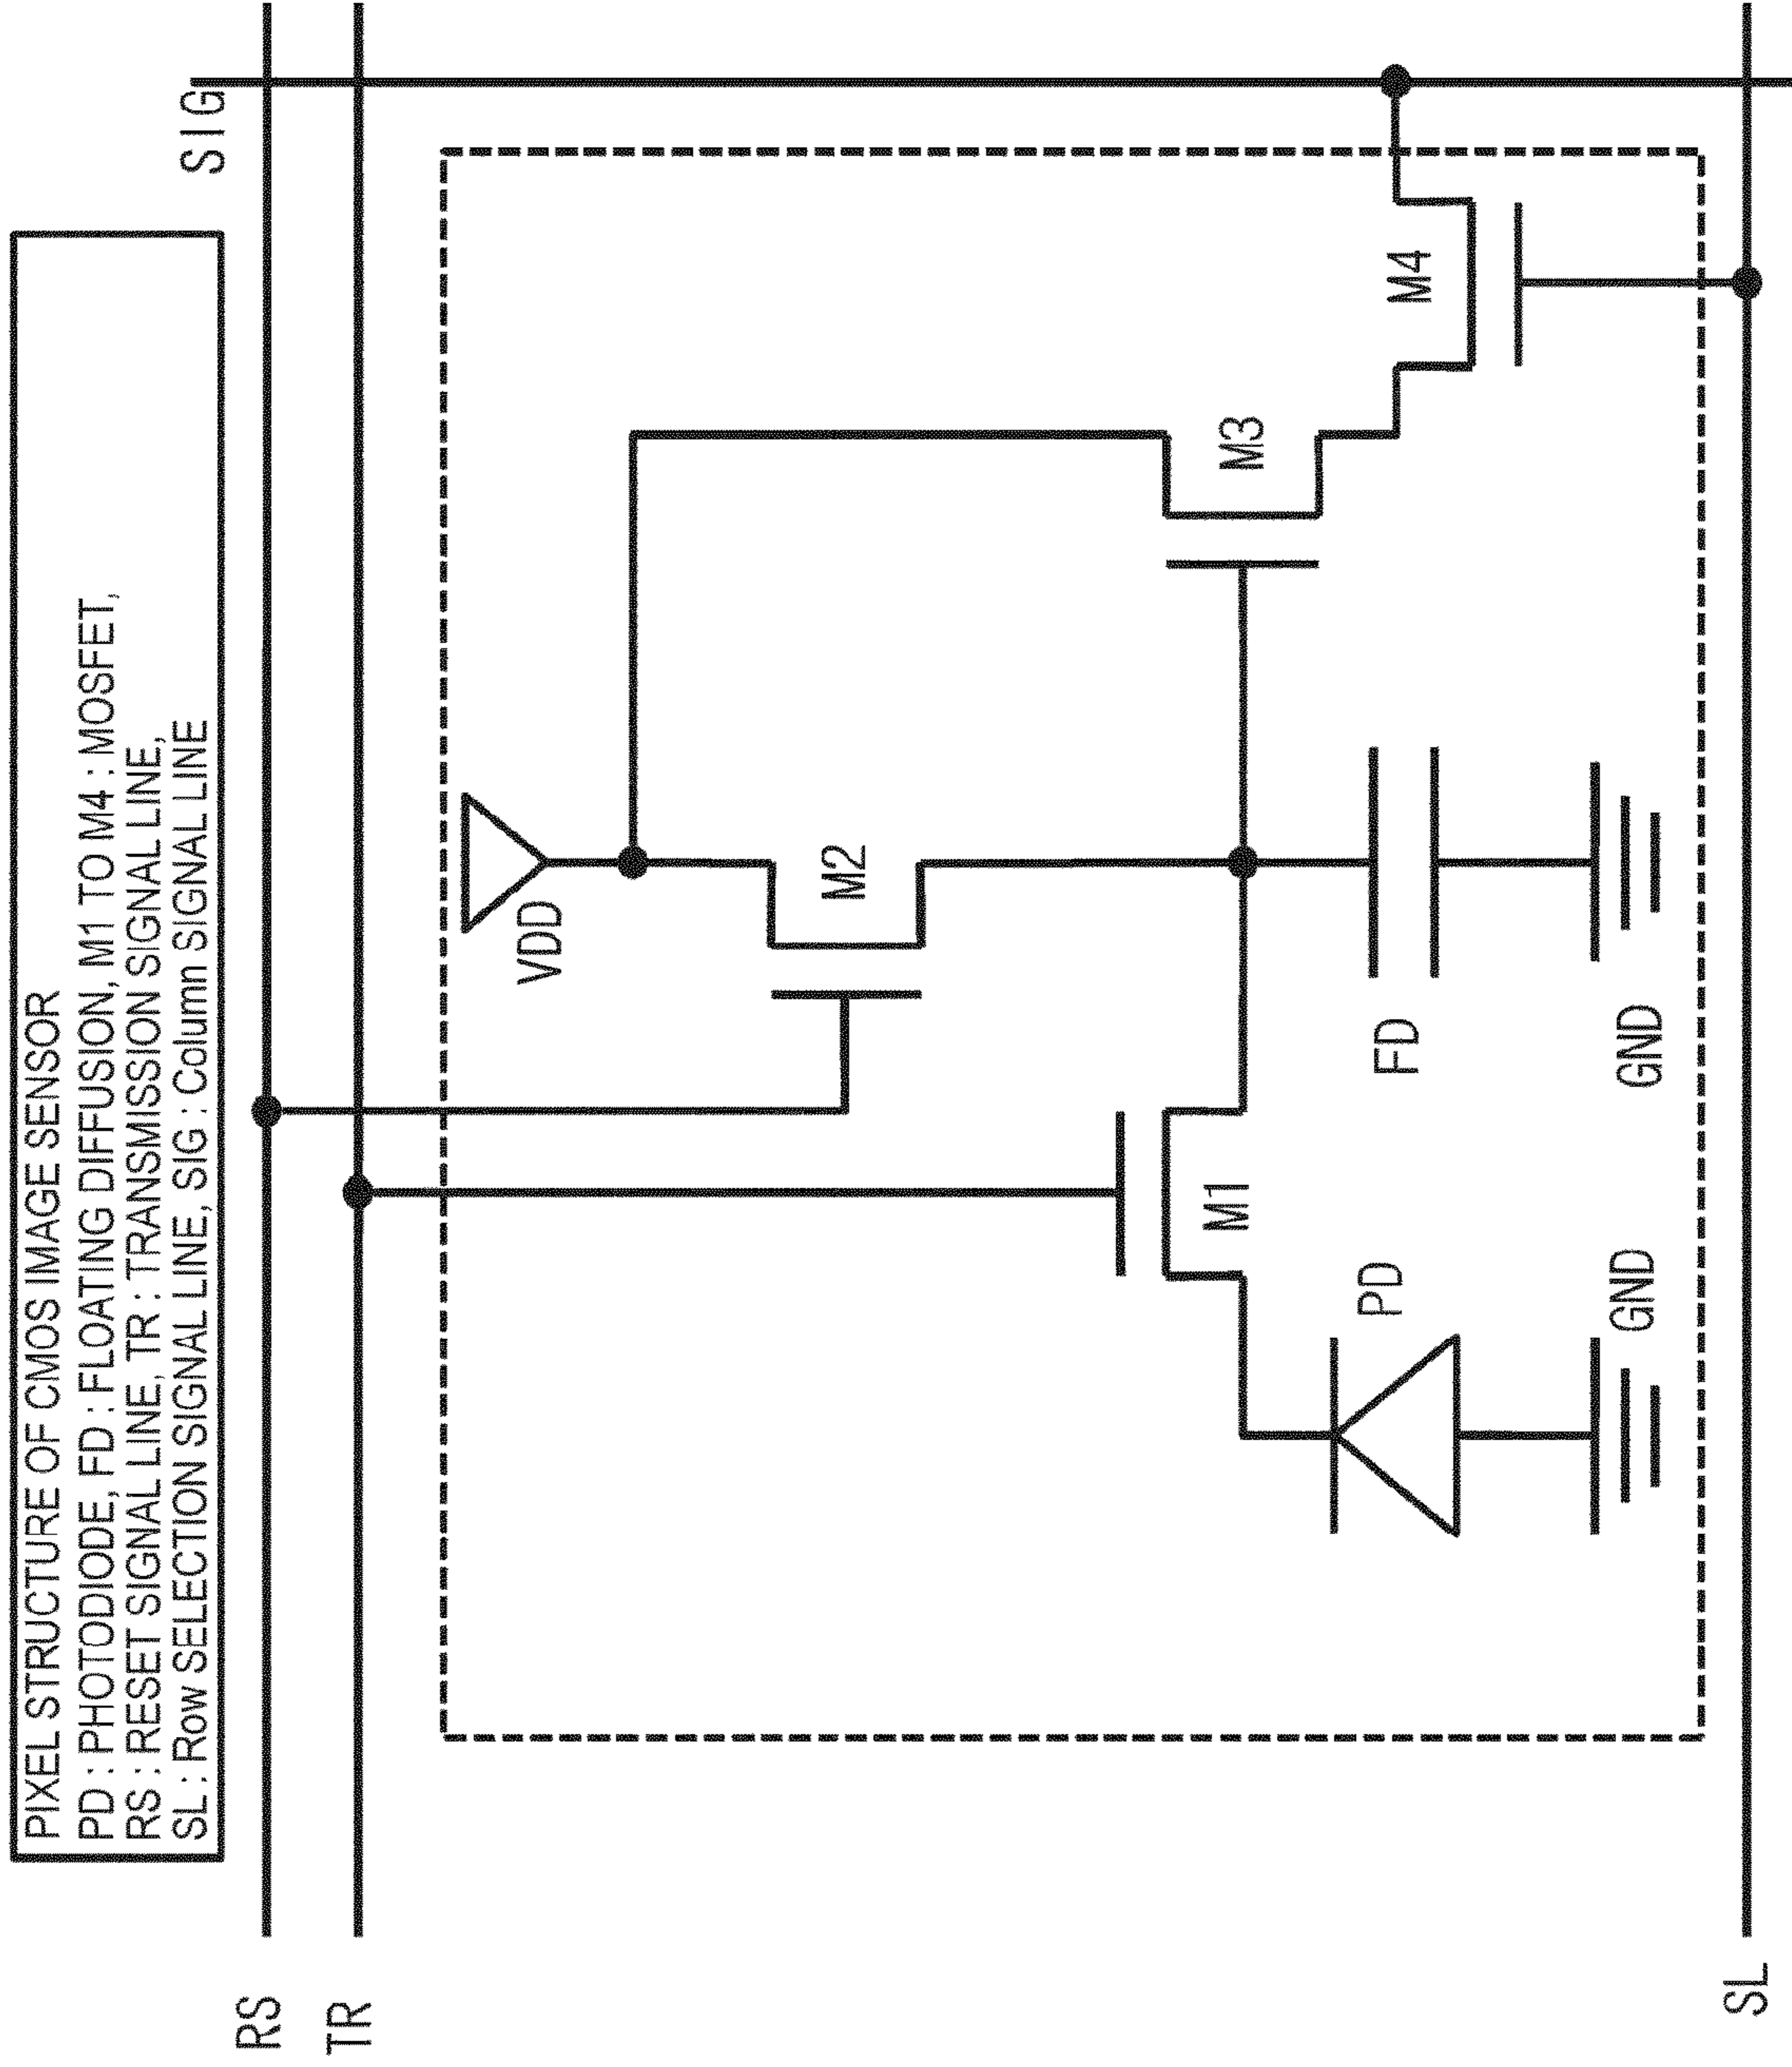 PIXEL STRUCTURE OF CMOS IMAGE SENSOR
PD : PHOTODIODE, FD : FLOATING DIFFUSION, M1 TO M4 : MOSFET,
RS : RESET SIGNAL LINE, TR : TRANSMISSION SIGNAL LINE,
SL : Row SELECTION SIGNAL LINE, SIG : Column SIGNAL LINE
SIG
RS
TR
VDD
M2
M3
M1
M4
PD
FD
GND
GND
SL